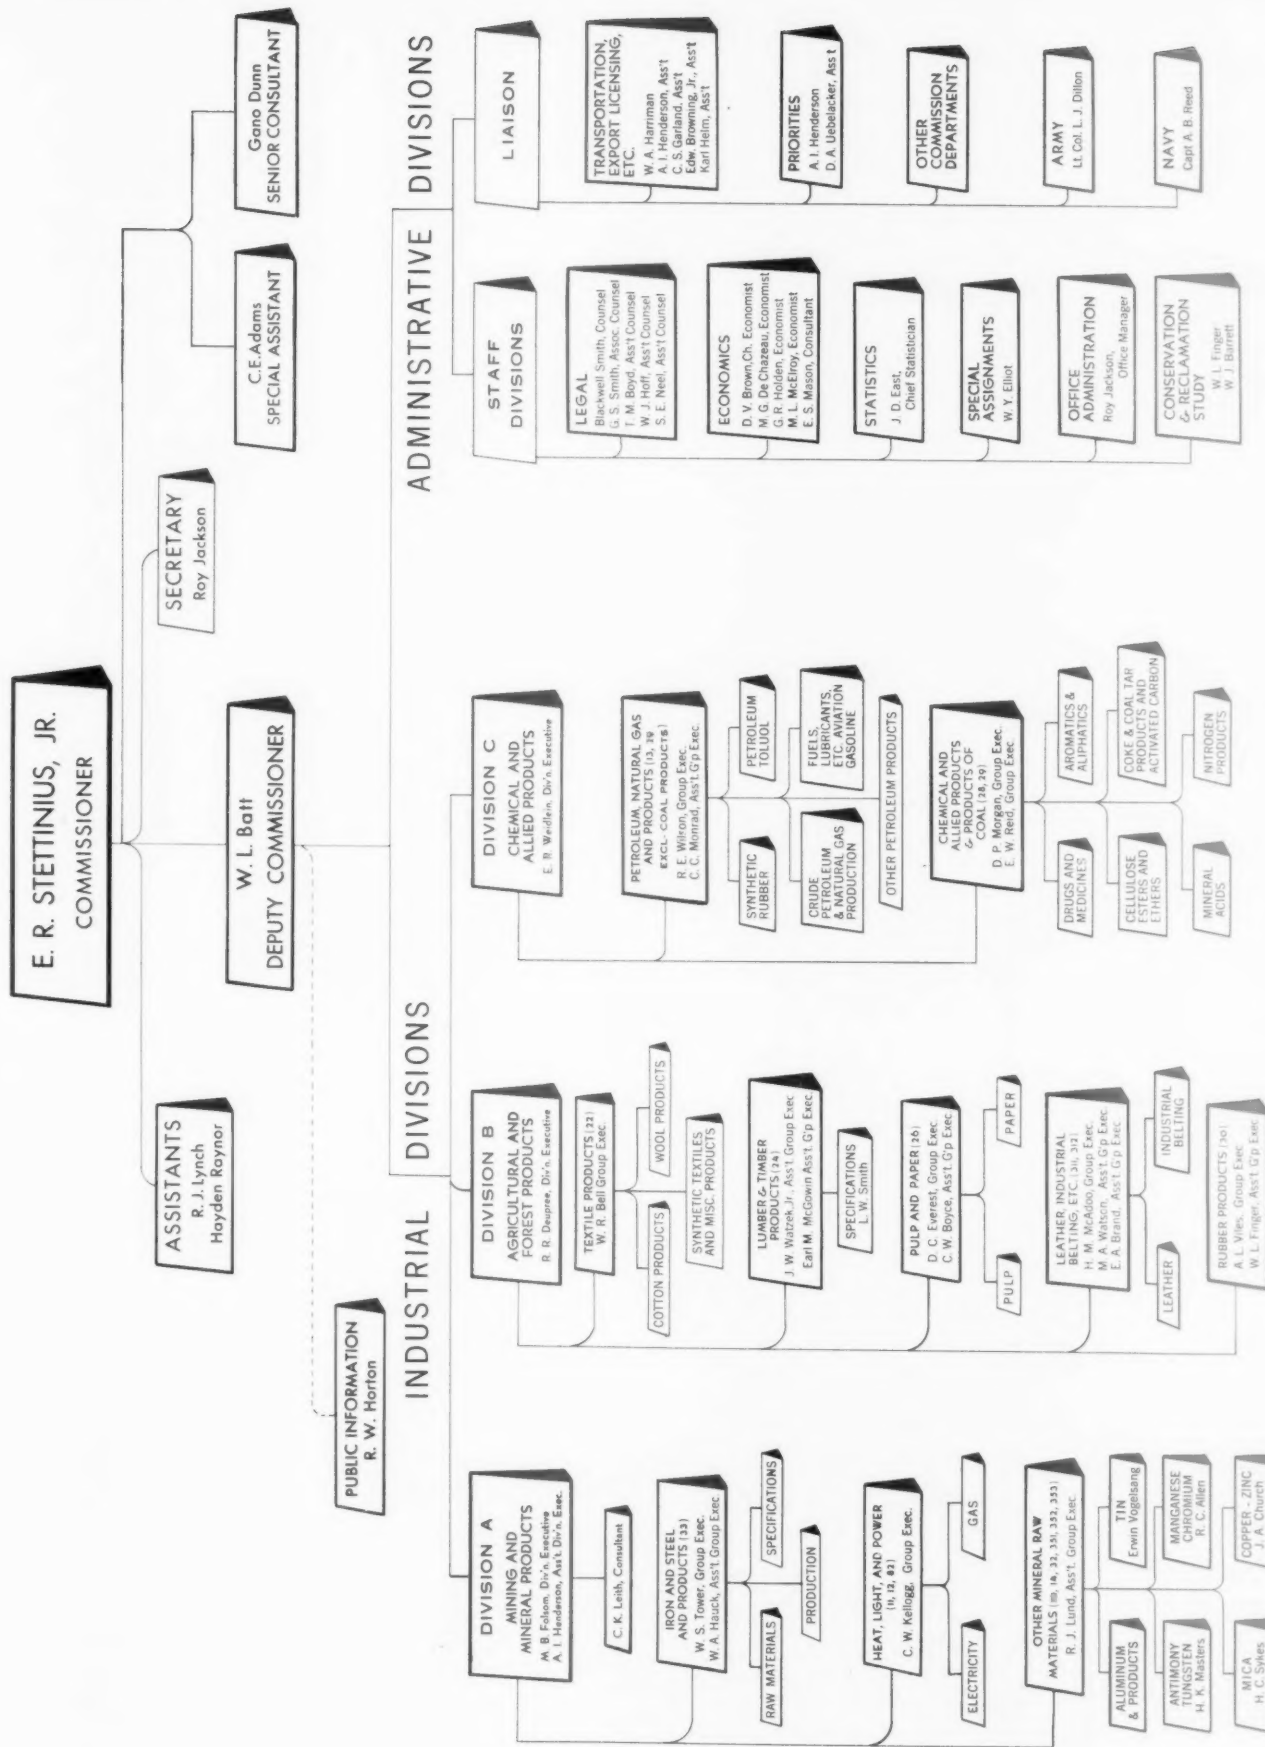 E. R. STETTINIUS, JR.
COMMISSIONER
ASSISTANTS
R. J. Lynch
Hayden Raynor
SECRETARY
Roy Jackson
W. L. Batt
DEPUTY COMMISSIONER
C. E. Adams
SPECIAL ASSISTANT
Gano Dunn
SENIOR CONSULTANT
PUBLIC INFORMATION
R. W. Horton
INDUSTRIAL DIVISIONS
DIVISION A
MINING AND
MINERAL PRODUCTS
M. B. Folsom, Div'n. Executive
A. I. Henderson, Ass't. Div'n. Exec.
C. K. Leith, Consultant
IRON AND STEEL
AND PRODUCTS (33)
W. S. Tower, Group Exec.
W. A. Hauck, Ass't. Group Exec.
RAW MATERIALS
SPECIFICATIONS
PRODUCTION
HEAT, LIGHT, AND POWER
(11, 12, 82)
C. W. Kellogg, Group Exec.
ELECTRICITY
GAS
OTHER MINERAL RAW
MATERIALS (10, 14, 32, 351, 352, 353)
R. J. Lund, Ass't. Group Exec.
ALUMINUM
& PRODUCTS
TIN
Erwin Vogelsang
ANTIMONY
TUNGSTEN
H. K. Masters
MANGANESE
CHROMIUM
R. C. Allen
MICA
H. C. Sykes
COPPER - ZINC
J. A. Church
DIVISION B
AGRICULTURAL AND
FOREST PRODUCTS
R. R. Deupree, Div'n. Executive
TEXTILE PRODUCTS (22)
W. R. Bell Group Exec.
COTTON PRODUCTS
WOOL PRODUCTS
SYNTHETIC TEXTILES
AND MISC. PRODUCTS
LUMBER & TIMBER
PRODUCTS (24)
J. W. Watzek Jr., Ass't. Group Exec
Earl M. McGowin Ass't. G'p Exec.
SPECIFICATIONS
L. W. Smith
PULP AND PAPER (26)
D. C. Everest, Group Exec
C. W. Boyce, Ass't. G'p Exec.
PULP
PAPER
LEATHER, INDUSTRIAL
BELTING, ETC. (311, 312)
H. M. McAdoo, Group Exec
M. A. Watson, Ass't. G'p Exec
E. A. Brand, Ass't. G'p Exec
LEATHER
INDUSTRIAL
BELTING
RUBBER PRODUCTS (30)
A. L. Viles, Group Exec
W. L. Finger, Ass't. G'p Exec
DIVISION C
CHEMICAL AND
ALLIED PRODUCTS
E. R. Weidlein, Div'n. Executive
PETROLEUM, NATURAL GAS
AND PRODUCTS (13, 29
EXCL- COAL PRODUCTS)
R. E. Wilson, Group Exec.
C. C. Monrad, Ass't. G'p Exec.
SYNTHETIC
RUBBER
PETROLEUM
TOLUOL
CRUDE
PETROLEUM
& NATURAL GAS
PRODUCTION
FUELS,
LUBRICANTS,
ETC. AVIATION
GASOLINE
OTHER PETROLEUM PRODUCTS
CHEMICAL AND
ALLIED PRODUCTS
& PRODUCTS OF
COAL (28, 29)
D. P. Morgan, Group Exec.
E. W. Reid, Group Exec.
DRUGS AND
MEDICINES
AROMATICS &
ALIPHATICS
CELLULOSE
ESTERS AND
ETHERS
COKE & COAL TAR
PRODUCTS AND
ACTIVATED CARBON
MINERAL
ACIDS
NITROGEN
PRODUCTS
ADMINISTRATIVE DIVISIONS
STAFF
DIVISIONS
LEGAL
Blackwell Smith, Counsel
G. S. Smith, Assoc. Counsel
T. M. Boyd, Ass't Counsel
W. J. Hoff, Ass't Counsel
S. E. Neel, Ass't Counsel
ECONOMICS
D. V. Brown, Ch. Economist
M. G. De Chazeau, Economist
G. R. Holden, Economist
M. L. McElroy, Economist
E. S. Mason, Consultant
STATISTICS
J. D. East,
Chief Statistician
SPECIAL
ASSIGNMENTS
W. Y. Elliot
OFFICE
ADMINISTRATION
Roy Jackson,
Office Manager
CONSERVATION
& RECLAMATION
STUDY
W. L. Finger
W. J. Barrett
LIAISON
TRANSPORTATION,
EXPORT LICENSING,
ETC.
W. A. Harriman
A. I. Henderson, Ass't
C. S. Garland, Ass't
Edw. Browning, Jr., Ass't
Karl Helm, Ass't
PRIORITIES
A. I. Henderson
D. A. Uebelacker, Ass't
OTHER
COMMISSION
DEPARTMENTS
ARMY
Lt. Col. L. J. Dillon
NAVY
Capt A. B. Reed